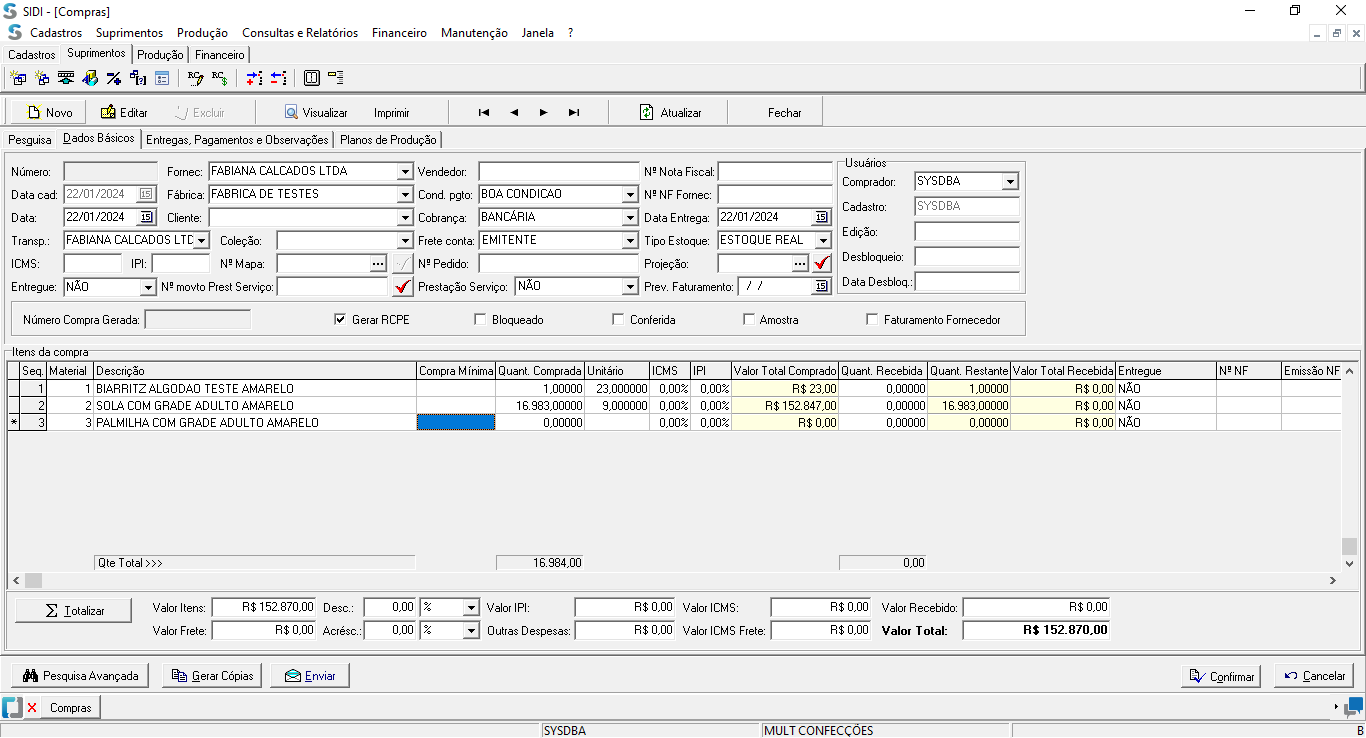 SIDI - [Compras]
Cadastros Suprimentos Produção Consultas e Relatórios Financeiro Manutenção Janela ?
Cadastros Suprimentos Produção Financeiro
Novo Editar Excluir Visualizar Imprimir Atualizar Fechar
Pesquisa Dados Básicos Entregas, Pagamentos e Observações Planos de Produção
Usuários
Número: Fornec: FABIANA CALCADOS LTDA Vendedor: Nº Nota Fiscal: Comprador: SYSDBA
Data cad: 22/01/2024 15 Fábrica: FABRICA DE TESTES Cond. pgto: BOA CONDICAO Nº NF Fornec: Cadastro: SYSDBA
Data: 22/01/2024 15 Cliente: Cobrança: BANCÁRIA Data Entrega: 22/01/2024 15 Edição:
Transp.: FABIANA CALCADOS LTC Coleção: Frete conta: EMITENTE Tipo Estoque: ESTOQUE REAL Desbloqueio:
ICMS: IPI: Nº Mapa: ... Nº Pedido: Projeção: ... Data Desbloq.:
Entregue: NÃO Nº movto Prest Serviço: Prestação Serviço: NÃO Prev. Faturamento: / / 15
Número Compra Gerada: Gerar RCPE Bloqueado Conferida Amostra Faturamento Fornecedor
Itens da compra
Seq. Material Descrição Compra Mínima Quant. Comprada Unitário ICMS IPI Valor Total Comprado Quant. Recebida Quant. Restante Valor Total Recebida Entregue Nº NF Emissão NF
1 1 BIARRITZ ALGODAO TESTE AMARELO 1,00000 23,000000 0,00% 0,00% R$ 23,00 0,00000 1,00000 R$ 0,00 NÃO
2 2 SOLA COM GRADE ADULTO AMARELO 16.983,00000 9,000000 0,00% 0,00% R$ 152.847,00 0,00000 16.983,00000 R$ 0,00 NÃO
* 3 3 PALMILHA COM GRADE ADULTO AMARELO 0,00000 0,00% 0,00% R$ 0,00 0,00000 0,00000 R$ 0,00 NÃO
Qte Total >>> 16.984,00 0,00
Σ Totalizar Valor Itens: R$ 152.870,00 Desc.: 0,00 % Valor IPI: R$ 0,00 Valor ICMS: R$ 0,00 Valor Recebido: R$ 0,00
Valor Frete: R$ 0,00 Acrésc.: 0,00 % Outras Despesas: R$ 0,00 Valor ICMS Frete: R$ 0,00 Valor Total: R$ 152.870,00
Pesquisa Avançada Gerar Cópias Enviar Confirmar Cancelar
Compras
SYSDBA MULT CONFECÇÕES B